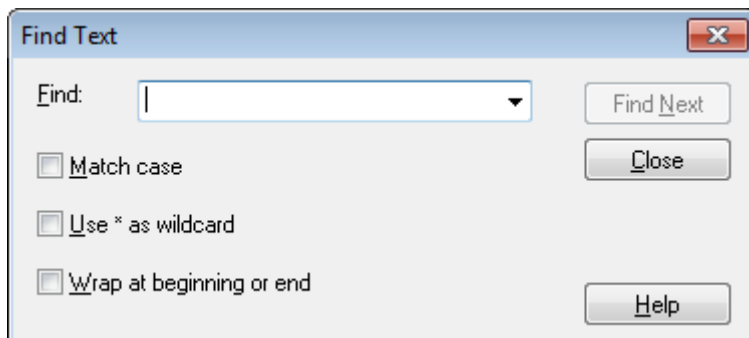 Find Text
Find:
Find Next
Match case
Close
Use * as wildcard
Wrap at beginning or end
Help